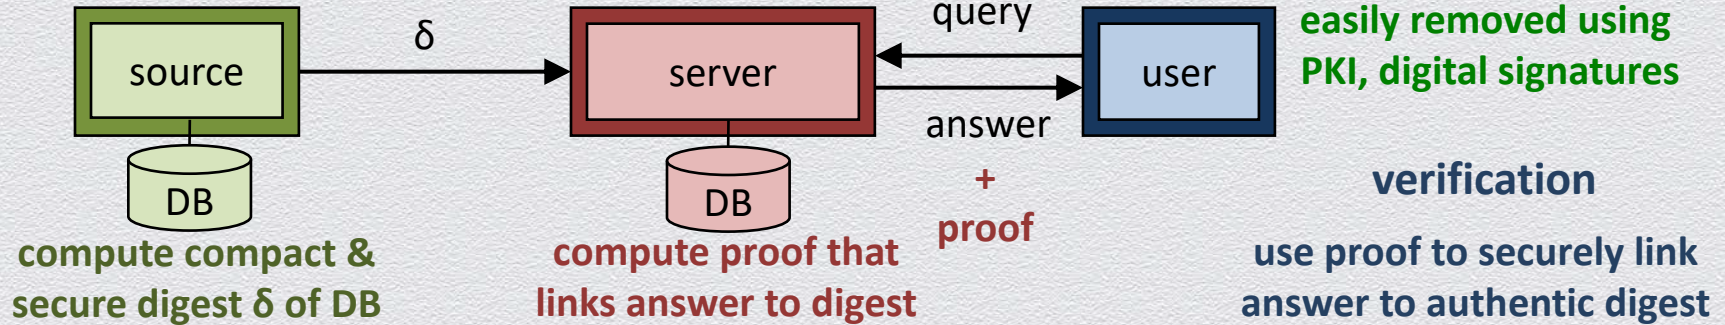 query
δ
easily removed using
PKI, digital signatures
source
server
user
answer
+
proof
DB
DB
verification
compute compact &
secure digest δ of DB
compute proof that
links answer to digest
use proof to securely link
answer to authentic digest